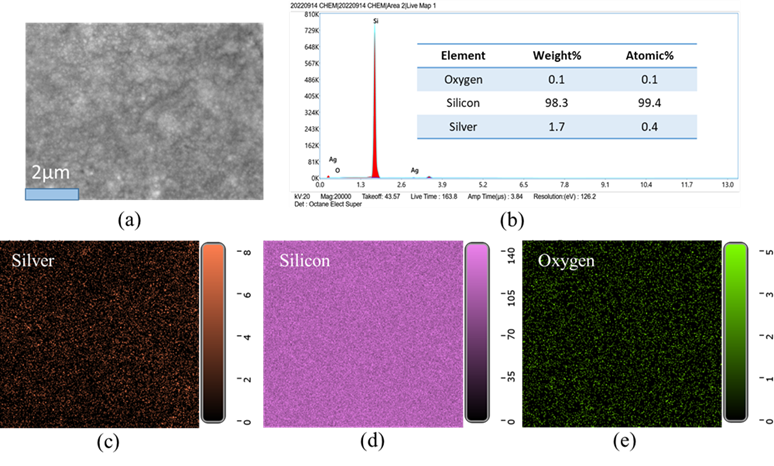 20220914 CHEM|20220914 CHEM|Area 2|Live Map 1
810K
729K
648K
567K
486K
405K
324K
243K
162K
81K
0K
Si
Ag
O
Ag
0.0 1.3 2.6 3.9 5.2 6.5 7.8 9.1 10.4 11.7 13.0
Element Weight% Atomic%
Oxygen 0.1 0.1
Silicon 98.3 99.4
Silver 1.7 0.4
kV:20 Mag:20000 Takeoff: 43.57 Live Time : 163.8 Amp Time(µs) : 3.84 Resolution:(eV) : 126.2
Det : Octane Elect Super
2µm
(a)
(b)
Silver
8
6
4
2
0
(c)
Silicon
140
105
70
35
0
(d)
Oxygen
5
4
3
2
1
0
(e)